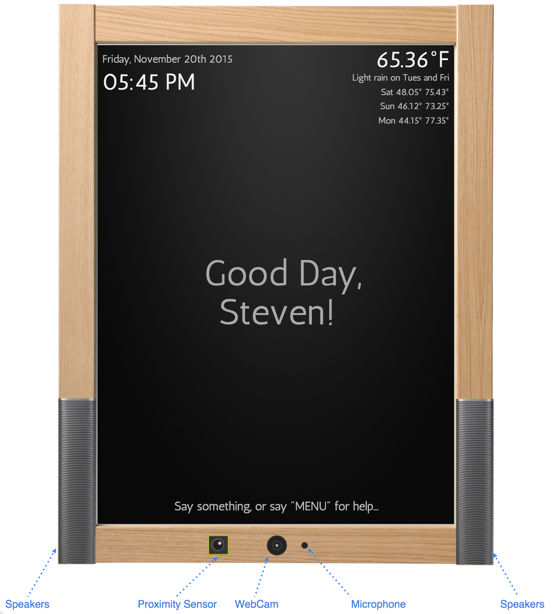 Friday, November 20th 2015
05:45 PM
65.36°F
Light rain on Tues and Fri
Sat 48.05° 75.43°
Sun 46.12° 73.25°
Mon 44.15° 77.35°
Good Day,
Steven!
Say something, or say "MENU" for help...
Speakers
Proximity Sensor
WebCam
Microphone
Speakers